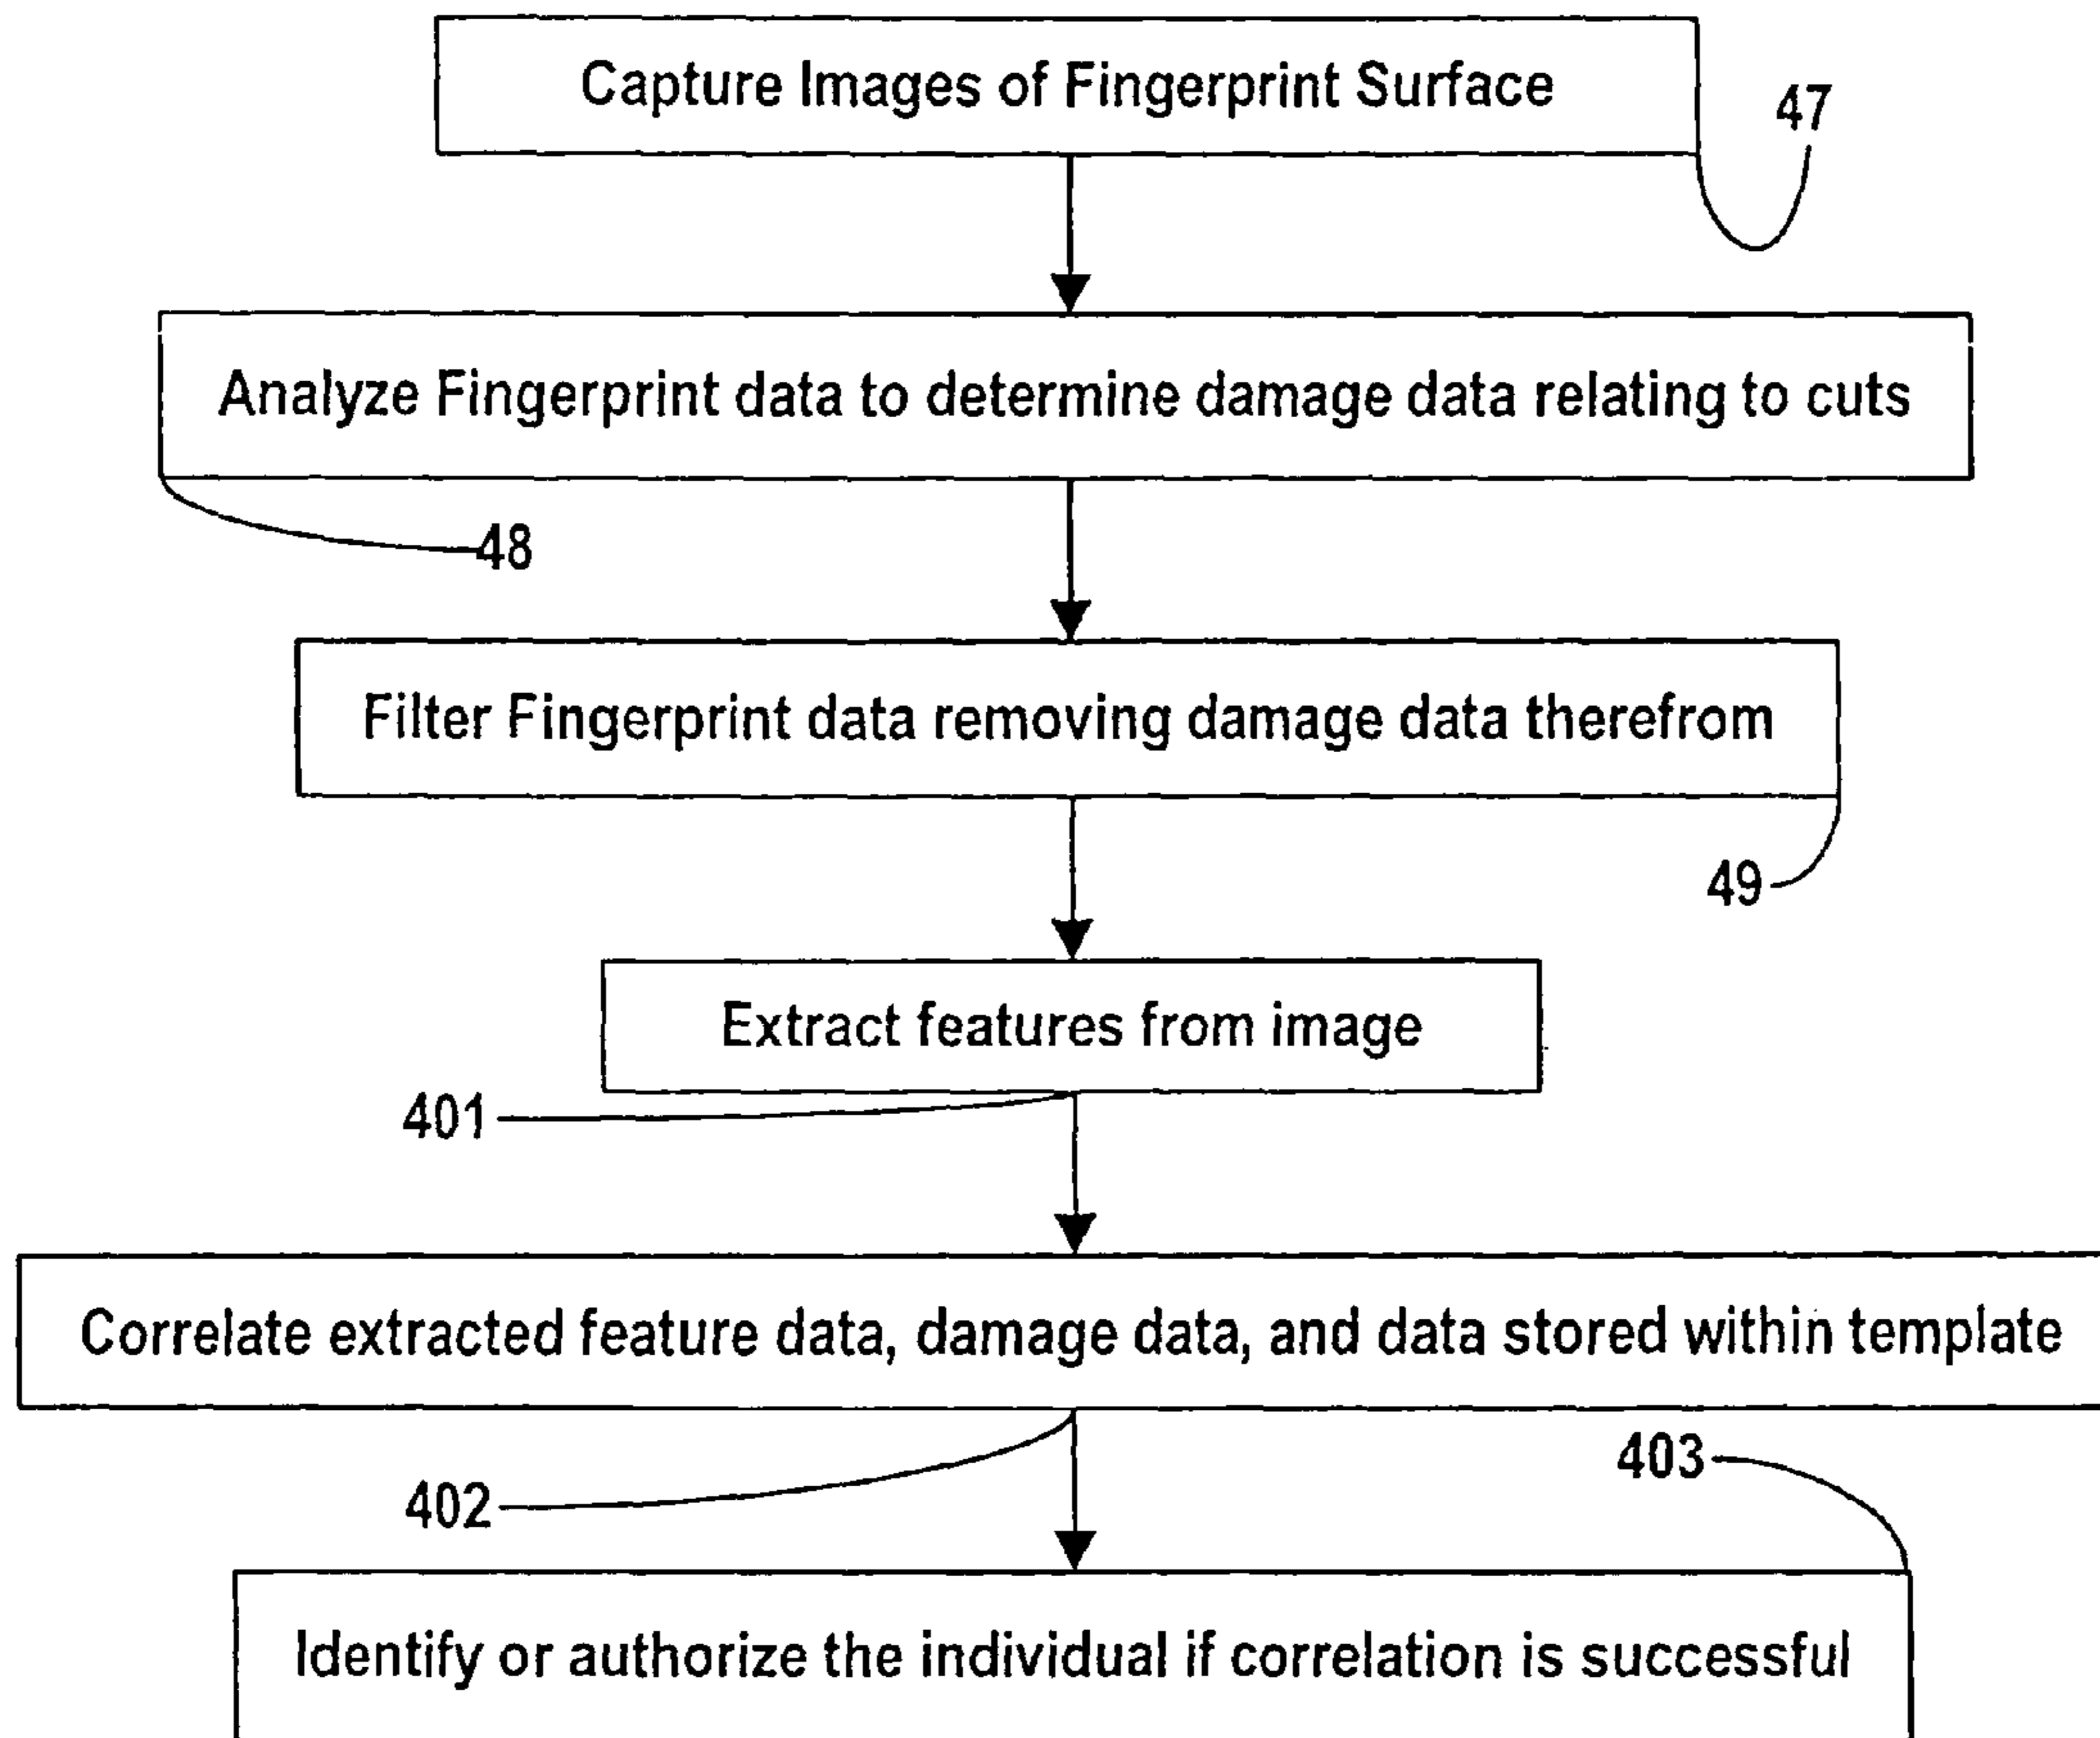 Capture Images of Fingerprint Surface
47
Analyze Fingerprint data to determine damage data relating to cuts
48
Filter Fingerprint data removing damage data therefrom
49
Extract features from image
401
Correlate extracted feature data, damage data, and data stored within template
403
402
Identify or authorize the individual if correlation is successful